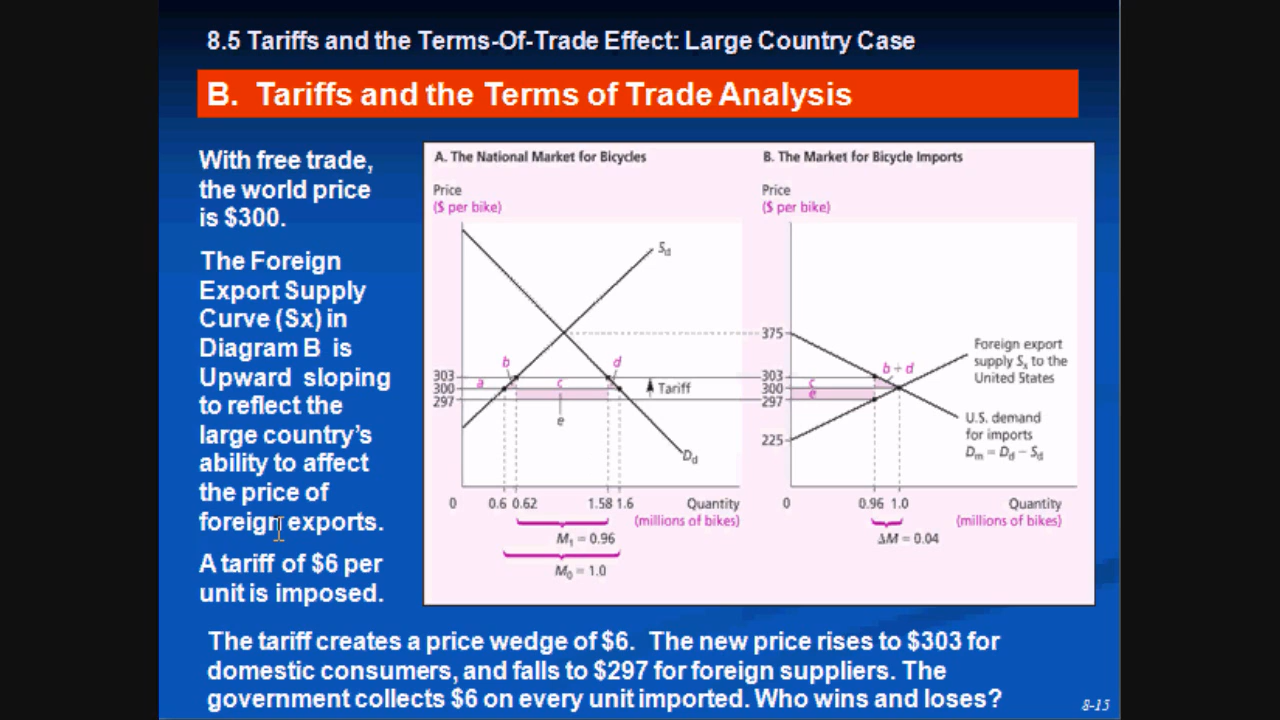 8.5 Tariffs and the Terms-Of-Trade Effect: Large Country Case
B. Tariffs and the Terms of Trade Analysis
With free trade,
the world price
is $300.
The Foreign
Export Supply
Curve (Sx) in
Diagram B is
Upward sloping
to reflect the
large country's
ability to affect
the price of
foreign exports.
A tariff of $6 per
unit is imposed.
A. The National Market for Bicycles
Price
($ per bike)
Sd
b
d
303
a
c
Tariff
300
297
e
Dd
0
0.6 0.62
1.58 1.6
Quantity
(millions of bikes)
M1 = 0.96
M0 = 1.0
B. The Market for Bicycle Imports
Price
($ per bike)
375
Foreign export
supply Sx to the
United States
303
b + d
c
300
e
297
U.S. demand
for imports
Dm = Dd − Sd
225
0
0.96 1.0
Quantity
(millions of bikes)
ΔM = 0.04
The tariff creates a price wedge of $6. The new price rises to $303 for
domestic consumers, and falls to $297 for foreign suppliers. The
government collects $6 on every unit imported. Who wins and loses?
8-15